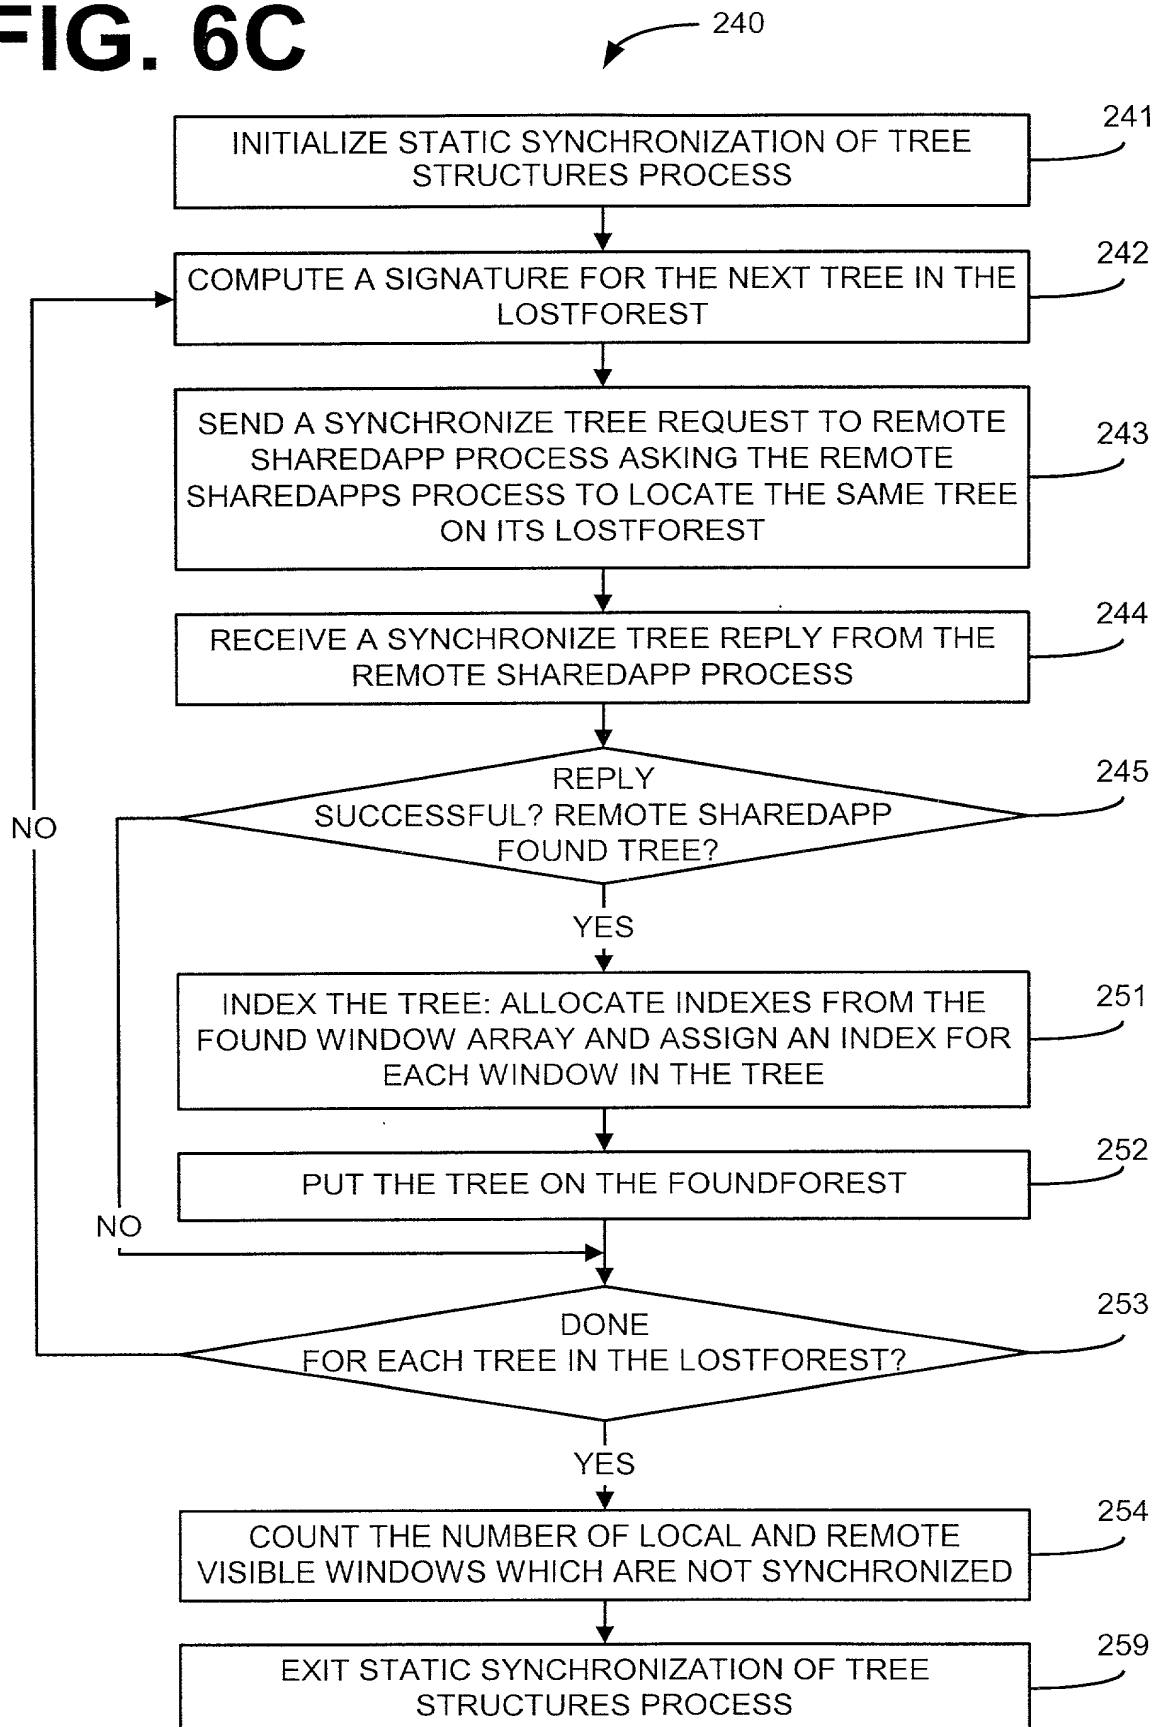 FIG. 6C
240
INITIALIZE STATIC SYNCHRONIZATION OF TREE
STRUCTURES PROCESS
241
COMPUTE A SIGNATURE FOR THE NEXT TREE IN THE
LOSTFOREST
242
SEND A SYNCHRONIZE TREE REQUEST TO REMOTE
SHAREDAPP PROCESS ASKING THE REMOTE
SHAREDAPPS PROCESS TO LOCATE THE SAME TREE
ON ITS LOSTFOREST
243
RECEIVE A SYNCHRONIZE TREE REPLY FROM THE
REMOTE SHAREDAPP PROCESS
244
REPLY
SUCCESSFUL? REMOTE SHAREDAPP
FOUND TREE?
245
NO
YES
INDEX THE TREE: ALLOCATE INDEXES FROM THE
FOUND WINDOW ARRAY AND ASSIGN AN INDEX FOR
EACH WINDOW IN THE TREE
251
PUT THE TREE ON THE FOUNDFOREST
252
NO
DONE
FOR EACH TREE IN THE LOSTFOREST?
253
YES
COUNT THE NUMBER OF LOCAL AND REMOTE
VISIBLE WINDOWS WHICH ARE NOT SYNCHRONIZED
254
EXIT STATIC SYNCHRONIZATION OF TREE
STRUCTURES PROCESS
259